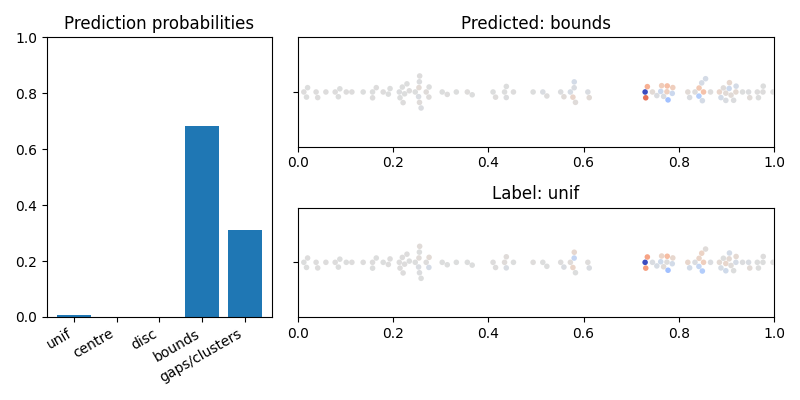 Prediction probabilities
1.0
0.8
0.6
0.4
0.2
0.0
unif
centre
disc
bounds
gaps/clusters
Predicted: bounds
0.0 0.2 0.4 0.6 0.8 1.0
Label: unif
0.0 0.2 0.4 0.6 0.8 1.0